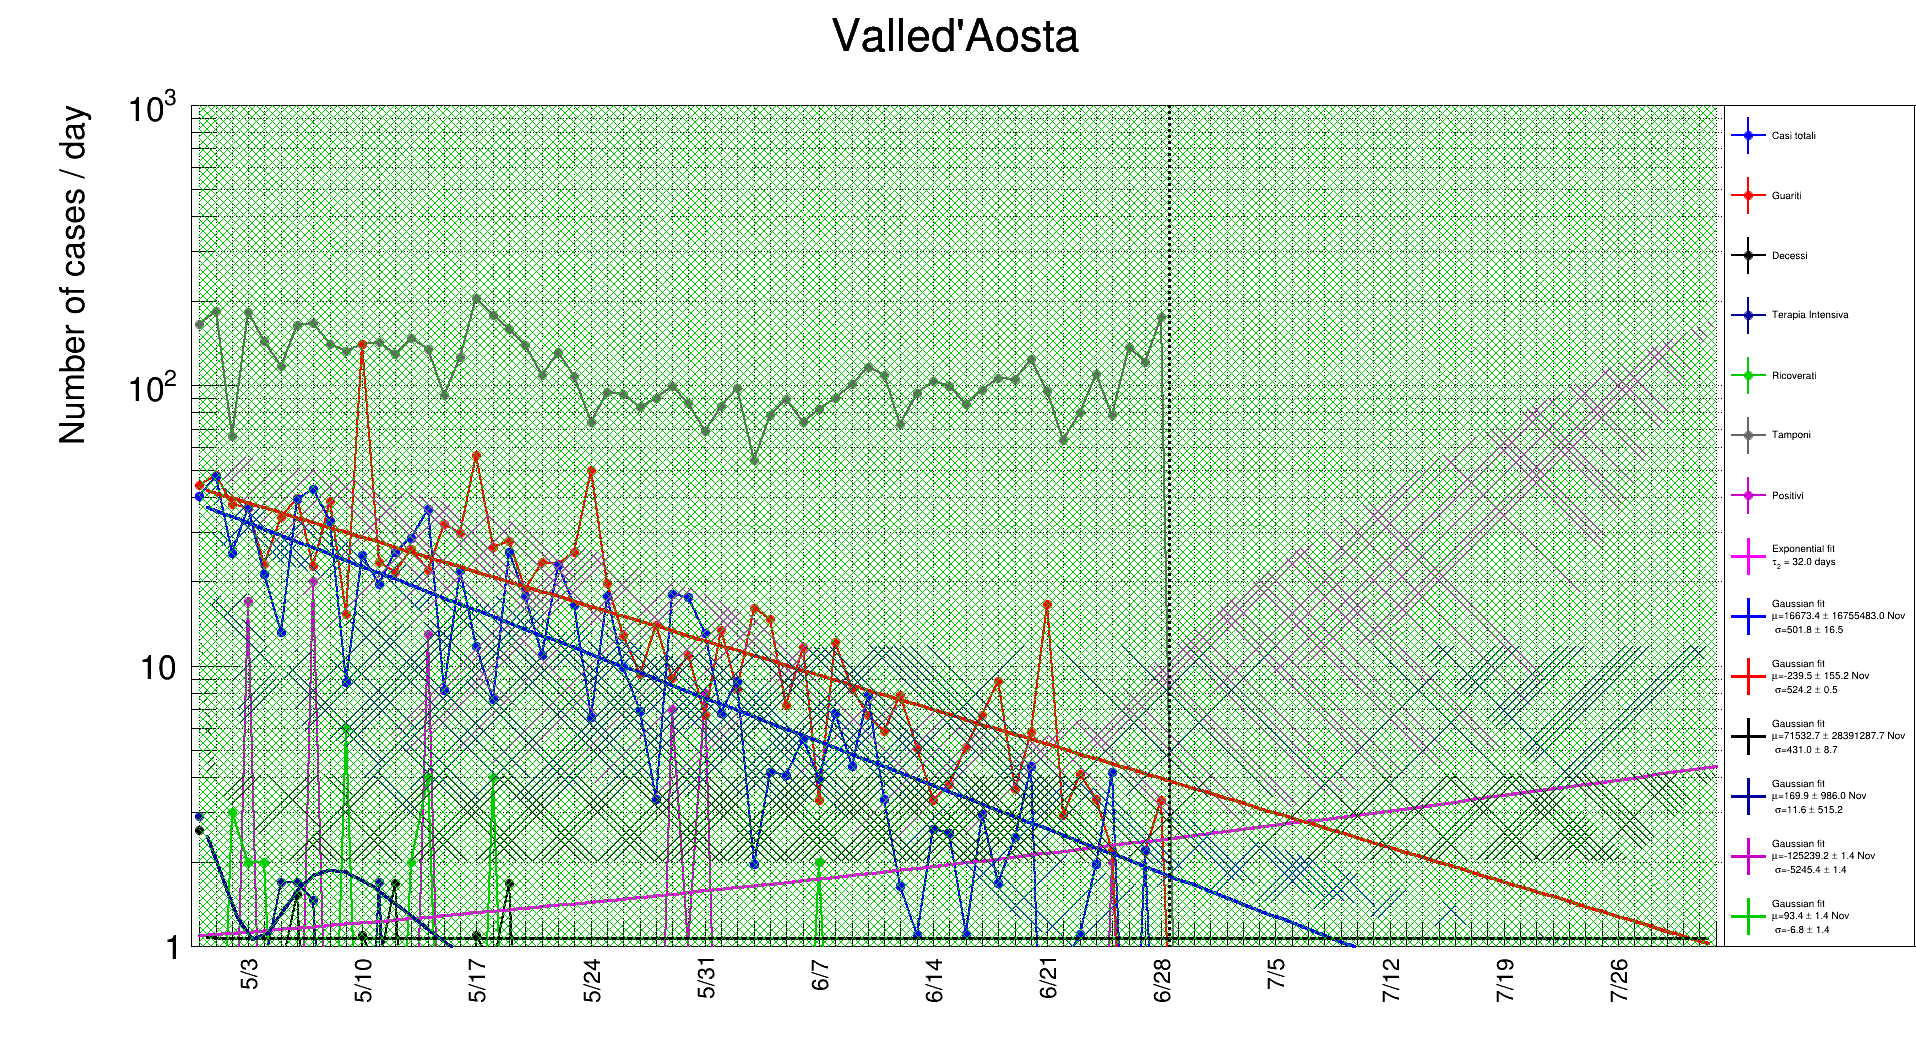 Valled'Aosta
Number of cases / day
10³
10²
10
1
5/3
5/10
5/17
5/24
5/31
6/7
6/14
6/21
6/28
7/5
7/12
7/19
7/26
Casi totali
Guariti
Decessi
Terapia Intensiva
Ricoverati
Tamponi
Positivi
Exponential fit
τ₂ = 32.0 days
Gaussian fit
μ=16673.4 ± 16755483.0 Nov
σ=501.8 ± 16.5
Gaussian fit
μ=-239.5 ± 155.2 Nov
σ=524.2 ± 0.5
Gaussian fit
μ=71532.7 ± 28391287.7 Nov
σ=431.0 ± 8.7
Gaussian fit
μ=169.9 ± 986.0 Nov
σ=11.6 ± 515.2
Gaussian fit
μ=-125239.2 ± 1.4 Nov
σ=-5245.4 ± 1.4
Gaussian fit
μ=93.4 ± 1.4 Nov
σ=-6.8 ± 1.4